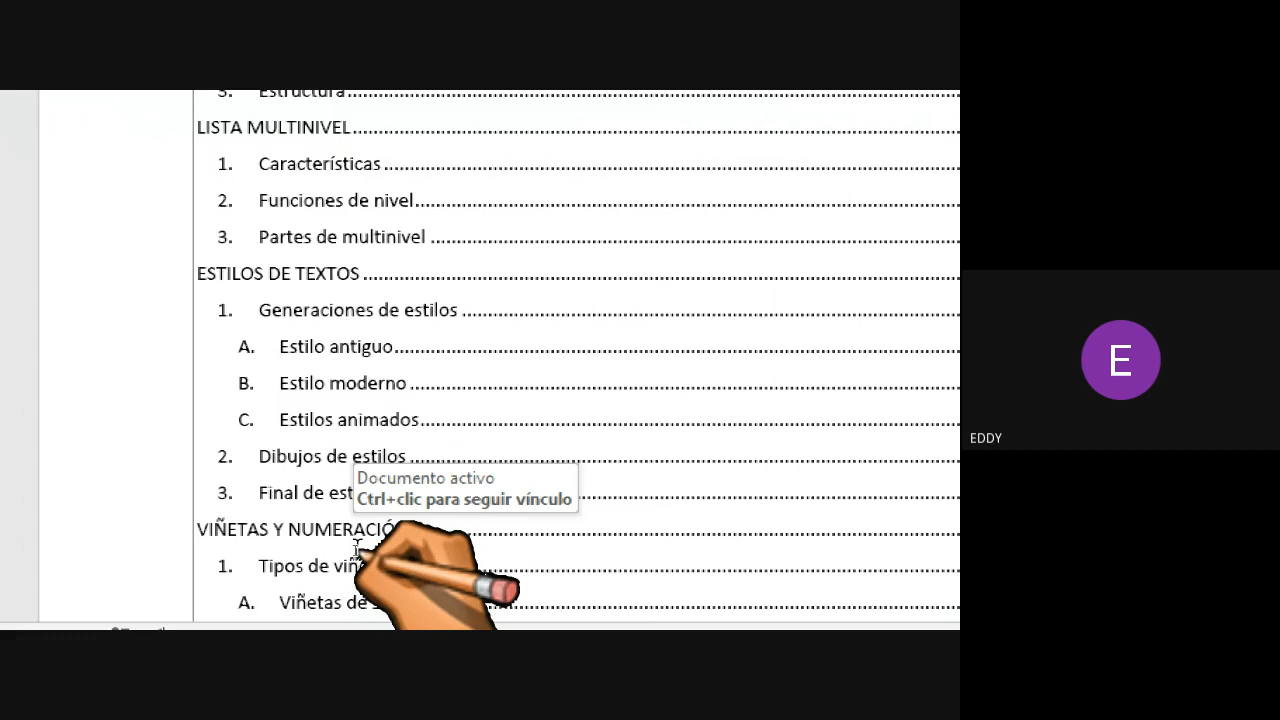 3. Estructura
LISTA MULTINIVEL
1. Características
2. Funciones de nivel
3. Partes de multinivel
ESTILOS DE TEXTOS
1. Generaciones de estilos
A. Estilo antiguo
B. Estilo moderno
C. Estilos animados
2. Dibujos de estilos
Documento activo
3. Final de
Ctrl+clic para seguir vínculo
VIÑETAS Y NUMERACIÓ
1. Tipos de
A. Viñetas de
E
EDDY